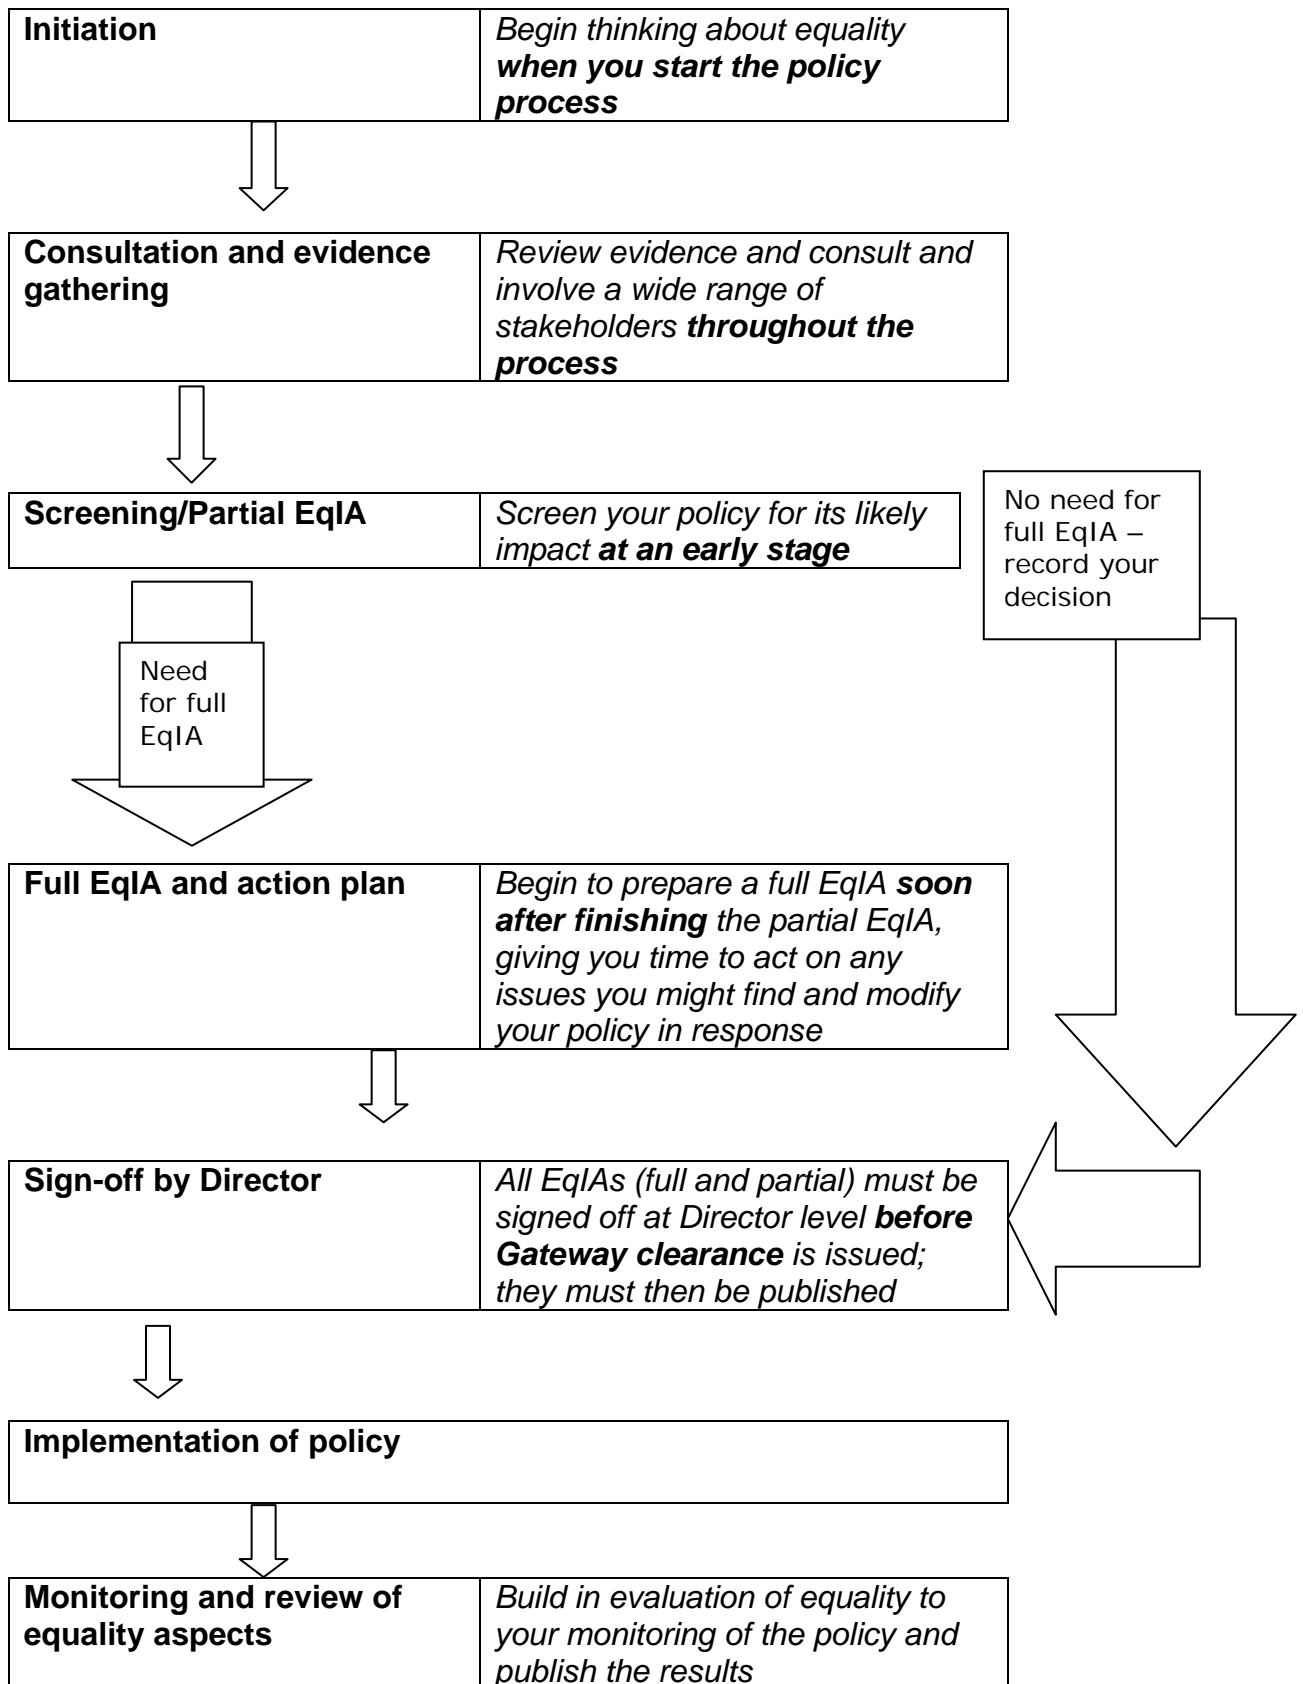 Initiation
Begin thinking about equality
when you start the policy
process
Consultation and evidence
gathering
Review evidence and consult and
involve a wide range of
stakeholders throughout the
process
Screening/Partial EqIA
Screen your policy for its likely
impact at an early stage
No need for
full EqIA –
record your
decision
Need
for full
EqIA
Full EqIA and action plan
Begin to prepare a full EqIA soon
after finishing the partial EqIA,
giving you time to act on any
issues you might find and modify
your policy in response
Sign-off by Director
All EqIAs (full and partial) must be
signed off at Director level before
Gateway clearance is issued;
they must then be published
Implementation of policy
Monitoring and review of
equality aspects
Build in evaluation of equality to
your monitoring of the policy and
publish the results